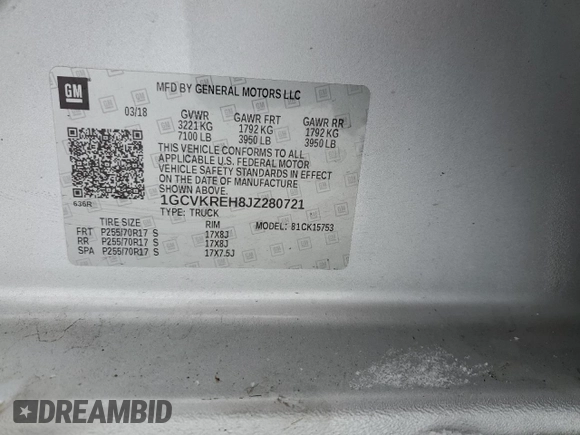 GM
MFD BY GENERAL MOTORS LLC
03/18 GVWR GAWR FRT GAWR RR
3221 KG 1792 KG 1792 KG
7100 LB 3950 LB 3950 LB
THIS VEHICLE CONFORMS TO ALL
APPLICABLE U.S. FEDERAL MOTOR
VEHICLE SAFETY STANDARDS IN EFFECT
ON THE DATE OF MANUFACTURE
SHOWN ABOVE.
635R 1GCVKREH8JZ280721
TYPE: TRUCK
TIRE SIZE RIM MODEL: 81CK15753
FRT P255/70R17 S 17X8J
RR P255/70R17 S 17X8J
SPA P255/70R17 S 17X7.5J
DREAMBID